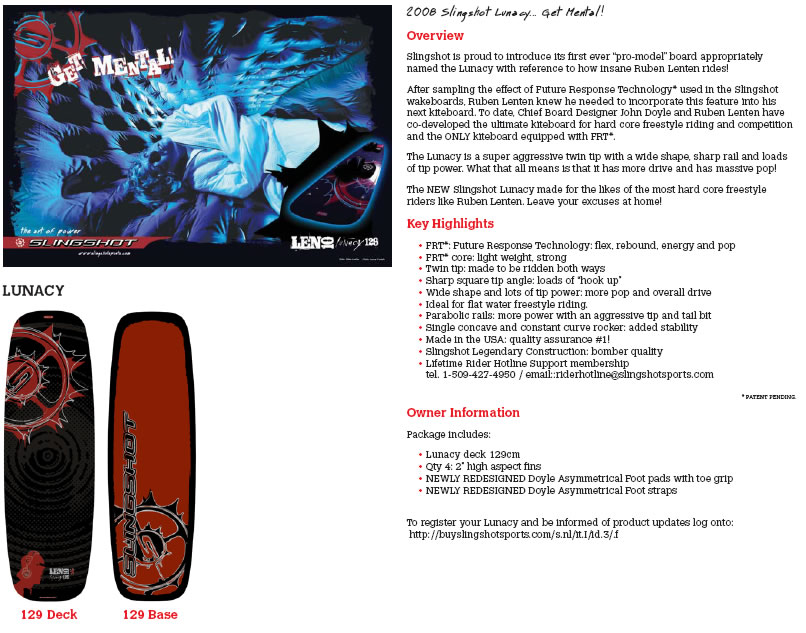 GET MENTAL!
the art of power
SLINGSHOT
www.slingshotsports.com
LEN10 lunacy 129
LUNACY
SLINGSHOT
LEN10
129 Deck
129 Base
2008 Slingshot Lunacy... Get Mental!
Overview
Slingshot is proud to introduce its first ever "pro-model" board appropriately
named the Lunacy with reference to how insane Ruben Lenten rides!
After sampling the effect of Future Response Technology* used in the Slingshot
wakeboards, Ruben Lenten knew he needed to incorporate this feature into his
next kiteboard. To date, Chief Board Designer John Doyle and Ruben Lenten have
co-developed the ultimate kiteboard for hard core freestyle riding and competition
and the ONLY kiteboard equipped with FRT*.
The Lunacy is a super aggressive twin tip with a wide shape, sharp rail and loads
of tip power. What that all means is that it has more drive and has massive pop!
The NEW Slingshot Lunacy made for the likes of the most hard core freestyle
riders like Ruben Lenten. Leave your excuses at home!
Key Highlights
• FRT*: Future Response Technology: flex, rebound, energy and pop
• FRT* core: light weight, strong
• Twin tip: made to be ridden both ways
• Sharp square tip angle: loads of "hook up"
• Wide shape and lots of tip power: more pop and overall drive
• Ideal for flat water freestyle riding.
• Parabolic rails: more power with an aggressive tip and tail bit
• Single concave and constant curve rocker: added stability
• Made in the USA: quality assurance #1!
• Slingshot Legendary Construction: bomber quality
• Lifetime Rider Hotline Support membership
tel. 1-509-427-4950 / email::riderhotline@slingshotsports.com
* PATENT PENDING.
Owner Information
Package includes:
• Lunacy deck 129cm
• Qty 4: 2" high aspect fins
• NEWLY REDESIGNED Doyle Asymmetrical Foot pads with toe grip
• NEWLY REDESIGNED Doyle Asymmetrical Foot straps
To register your Lunacy and be informed of product updates log onto:
http://buyslingshotsports.com/s.nl/it.I/id.3/.f